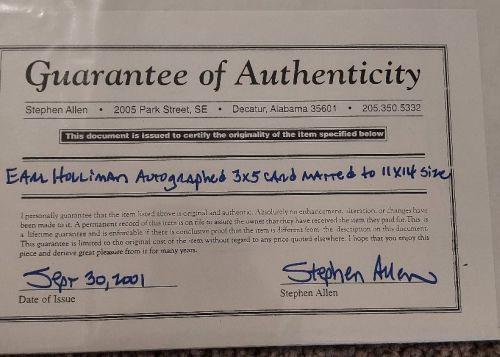 Guarantee of Authenticity
Stephen Allen • 2005 Park Street, SE • Decatur, Alabama 35601 • 205.350.5332
This document is issued to certify the originality of the item specified below
EARL HOLLIMAN AUTOGRAPHED 3X5 CARD MATTED TO 11X14 SIZE
I personally guarantee that the item listed above is original and authentic. Absolutely no enhancement, alteration, or changes have
been made to it. A permanent record of this item is on file to assure the owner that they have received the item they paid for. This is
a lifetime guarantee and is enforceable if there is conclusive proof that the item is different from the description on this document.
This guarantee is limited to the original cost of the item without regard to any price quoted elsewhere. I hope that you enjoy this
piece and derive great pleasure from it for many years.
Sept 30, 2001
Stephen Allen
Date of Issue
Stephen Allen